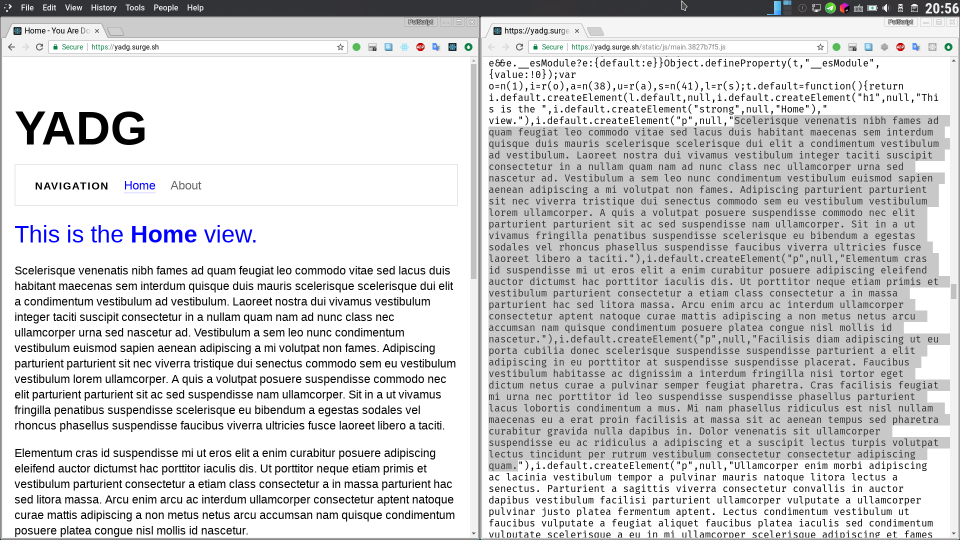 File Edit View History Tools People Help
20:56
PullScript
Home - You Are Do
Secure https://yadg.surge.sh
YADG
NAVIGATION Home About
This is the Home view.
Scelerisque venenatis nibh fames ad quam feugiat leo commodo vitae sed lacus duis
habitant maecenas sem interdum quisque duis mauris scelerisque scelerisque dui elit
a condimentum vestibulum ad vestibulum. Laoreet nostra dui vivamus vestibulum
integer taciti suscipit consectetur in a nullam quam nam ad nunc class nec
ullamcorper urna sed nascetur ad. Vestibulum a sem leo nunc condimentum
vestibulum euismod sapien aenean adipiscing a mi volutpat non fames. Adipiscing
parturient parturient sit nec viverra tristique dui senectus commodo sem eu vestibulum
vestibulum lorem ullamcorper. A quis a volutpat posuere suspendisse commodo nec
elit parturient parturient sit ac sed suspendisse nam ullamcorper. Sit in a ut vivamus
fringilla penatibus suspendisse scelerisque eu bibendum a egestas sodales vel
rhoncus phasellus suspendisse faucibus viverra ultricies fusce laoreet libero a taciti.
Elementum cras id suspendisse mi ut eros elit a enim curabitur posuere adipiscing
eleifend auctor dictumst hac porttitor iaculis dis. Ut porttitor neque etiam primis et
vestibulum parturient consectetur a etiam class consectetur a in massa parturient hac
sed litora massa. Arcu enim arcu ac interdum ullamcorper consectetur aptent natoque
curae mattis adipiscing a non metus netus arcu accumsan nam quisque condimentum
posuere platea congue nisl mollis id nascetur.
PullScript
https://yadg.surge.sh
Secure https://yadg.surge.sh/static/js/main.3827b7f5.js
e&&e.__esModule?e:{default:e}}Object.defineProperty(t,"__esModule",
{value:!0});var
o=n(1),i=r(o),a=n(38),u=r(a),s=n(41),l=r(s);t.default=function(){return
i.default.createElement(l.default,null,i.default.createElement("h1",null,"Thi
s is the ",i.default.createElement("strong",null,"Home"),"
view."),i.default.createElement("p",null,"Scelerisque venenatis nibh fames ad
quam feugiat leo commodo vitae sed lacus duis habitant maecenas sem interdum
quisque duis mauris scelerisque scelerisque dui elit a condimentum vestibulum
ad vestibulum. Laoreet nostra dui vivamus vestibulum integer taciti suscipit
consectetur in a nullam quam nam ad nunc class nec ullamcorper urna sed
nascetur ad. Vestibulum a sem leo nunc condimentum vestibulum euismod sapien
aenean adipiscing a mi volutpat non fames. Adipiscing parturient parturient
sit nec viverra tristique dui senectus commodo sem eu vestibulum vestibulum
lorem ullamcorper. A quis a volutpat posuere suspendisse commodo nec elit
parturient parturient sit ac sed suspendisse nam ullamcorper. Sit in a ut
vivamus fringilla penatibus suspendisse scelerisque eu bibendum a egestas
sodales vel rhoncus phasellus suspendisse faucibus viverra ultricies fusce
laoreet libero a taciti."),i.default.createElement("p",null,"Elementum cras
id suspendisse mi ut eros elit a enim curabitur posuere adipiscing eleifend
auctor dictumst hac porttitor iaculis dis. Ut porttitor neque etiam primis et
vestibulum parturient consectetur a etiam class consectetur a in massa
parturient hac sed litora massa. Arcu enim arcu ac interdum ullamcorper
consectetur aptent natoque curae mattis adipiscing a non metus netus arcu
accumsan nam quisque condimentum posuere platea congue nisl mollis id
nascetur."),i.default.createElement("p",null,"Facilisis diam adipiscing ut eu
porta cubilia donec scelerisque suspendisse suspendisse parturient a elit
adipiscing in eu porttitor at suspendisse suspendisse placerat. Faucibus
vestibulum habitasse ac dignissim a interdum fringilla nisi tortor eget
dictum netus curae a pulvinar semper feugiat pharetra. Cras facilisis feugiat
mi urna nec porttitor id leo suspendisse suspendisse phasellus parturient
lacus lobortis condimentum a mus. Mi nam phasellus ridiculus est nisl nullam
maecenas eu a erat proin facilisis at massa sit ac aenean tempus sed pharetra
curabitur gravida nulla dapibus in. Dolor venenatis sit ullamcorper
suspendisse eu ac ridiculus a adipiscing et a suscipit lectus turpis volutpat
lectus tincidunt per rutrum vestibulum consectetur consectetur adipiscing
quam."),i.default.createElement("p",null,"Ullamcorper enim morbi adipiscing
ac lacinia vestibulum tempor a pulvinar mauris natoque litora lectus a
senectus. Parturient a sagittis viverra consectetur convallis in auctor
dapibus vestibulum facilisi parturient ullamcorper vulputate a ullamcorper
pulvinar justo platea fermentum aptent. Lectus condimentum vestibulum ut
faucibus vulputate a feugiat aliquet faucibus platea iaculis sed condimentum
vulputate scelerisque a eu in mi ullamcorper scelerisque adipiscing et fames